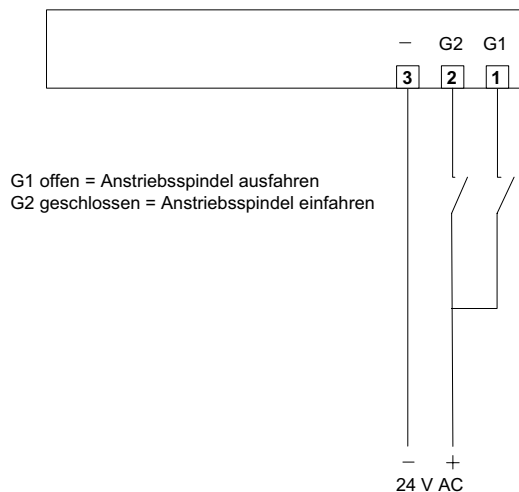 — G2 G1
3 2 1
G1 offen = Anstriebsspindel ausfahren
G2 geschlossen = Anstriebsspindel einfahren
— +
24 V AC